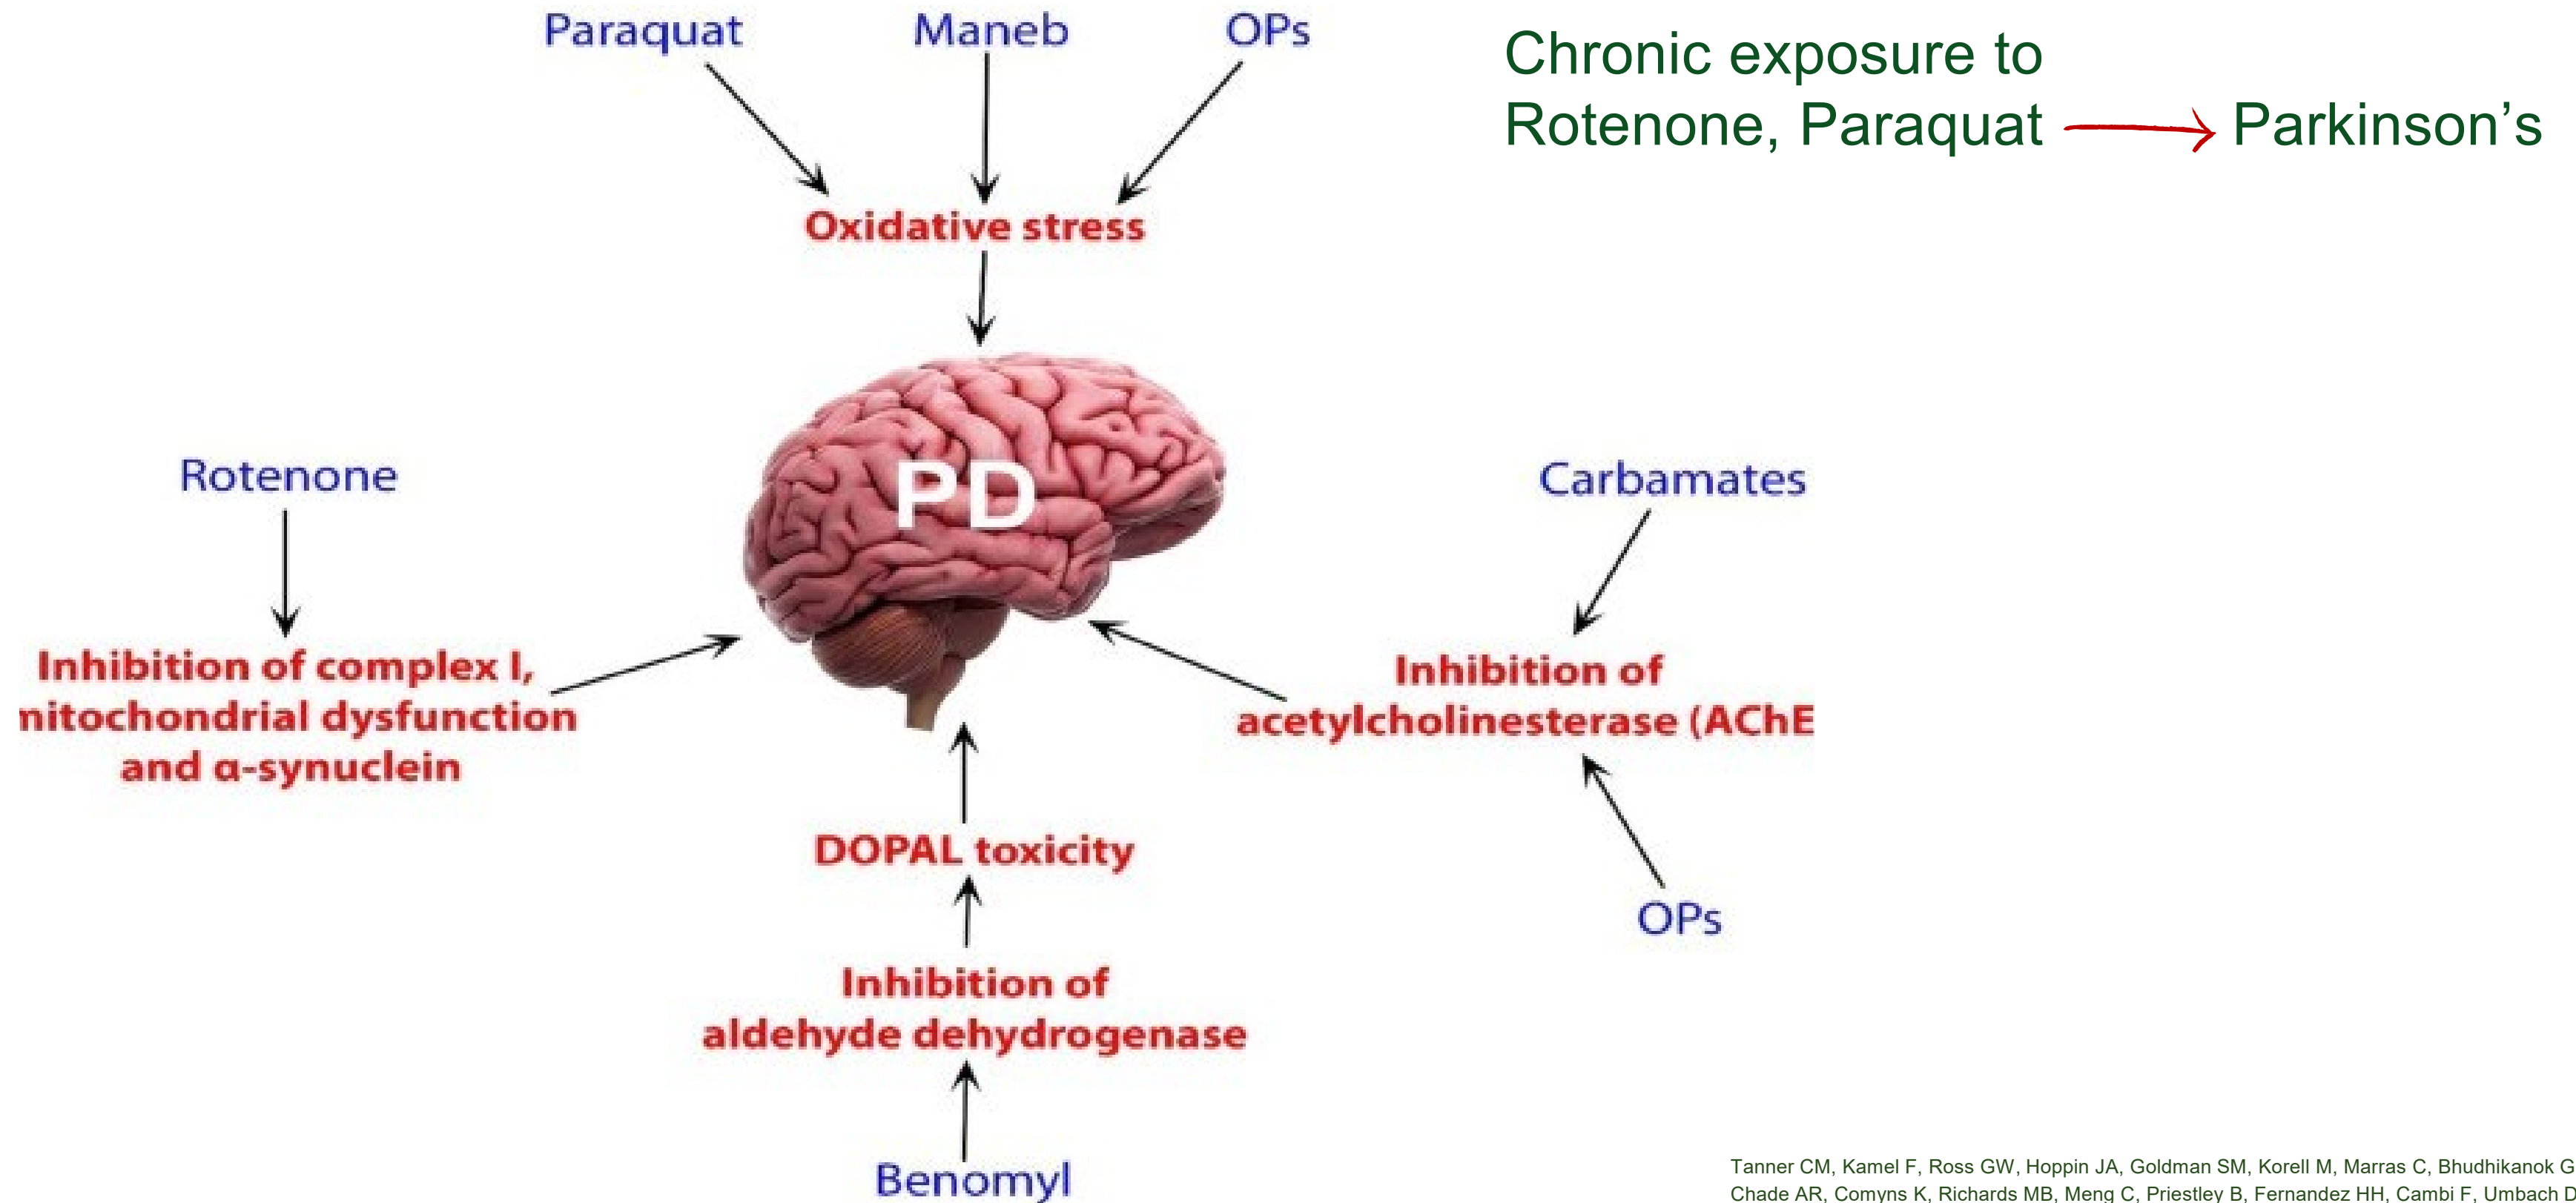 Paraquat Maneb OPs
Chronic exposure to
Rotenone, Paraquat Parkinson’s
Oxidative stress
PD
Rotenone
Carbamates
Inhibition of complex I,
nitochondrial dysfunction
and α-synuclein
Inhibition of
acetylcholinesterase (AChE
OPs
DOPAL toxicity
Inhibition of
aldehyde dehydrogenase
Benomyl
Tanner CM, Kamel F, Ross GW, Hoppin JA, Goldman SM, Korell M, Marras C, Bhudhikanok G
Chade AR, Comyns K, Richards MB, Meng C, Priestley B, Fernandez HH, Cambi F, Umbach D